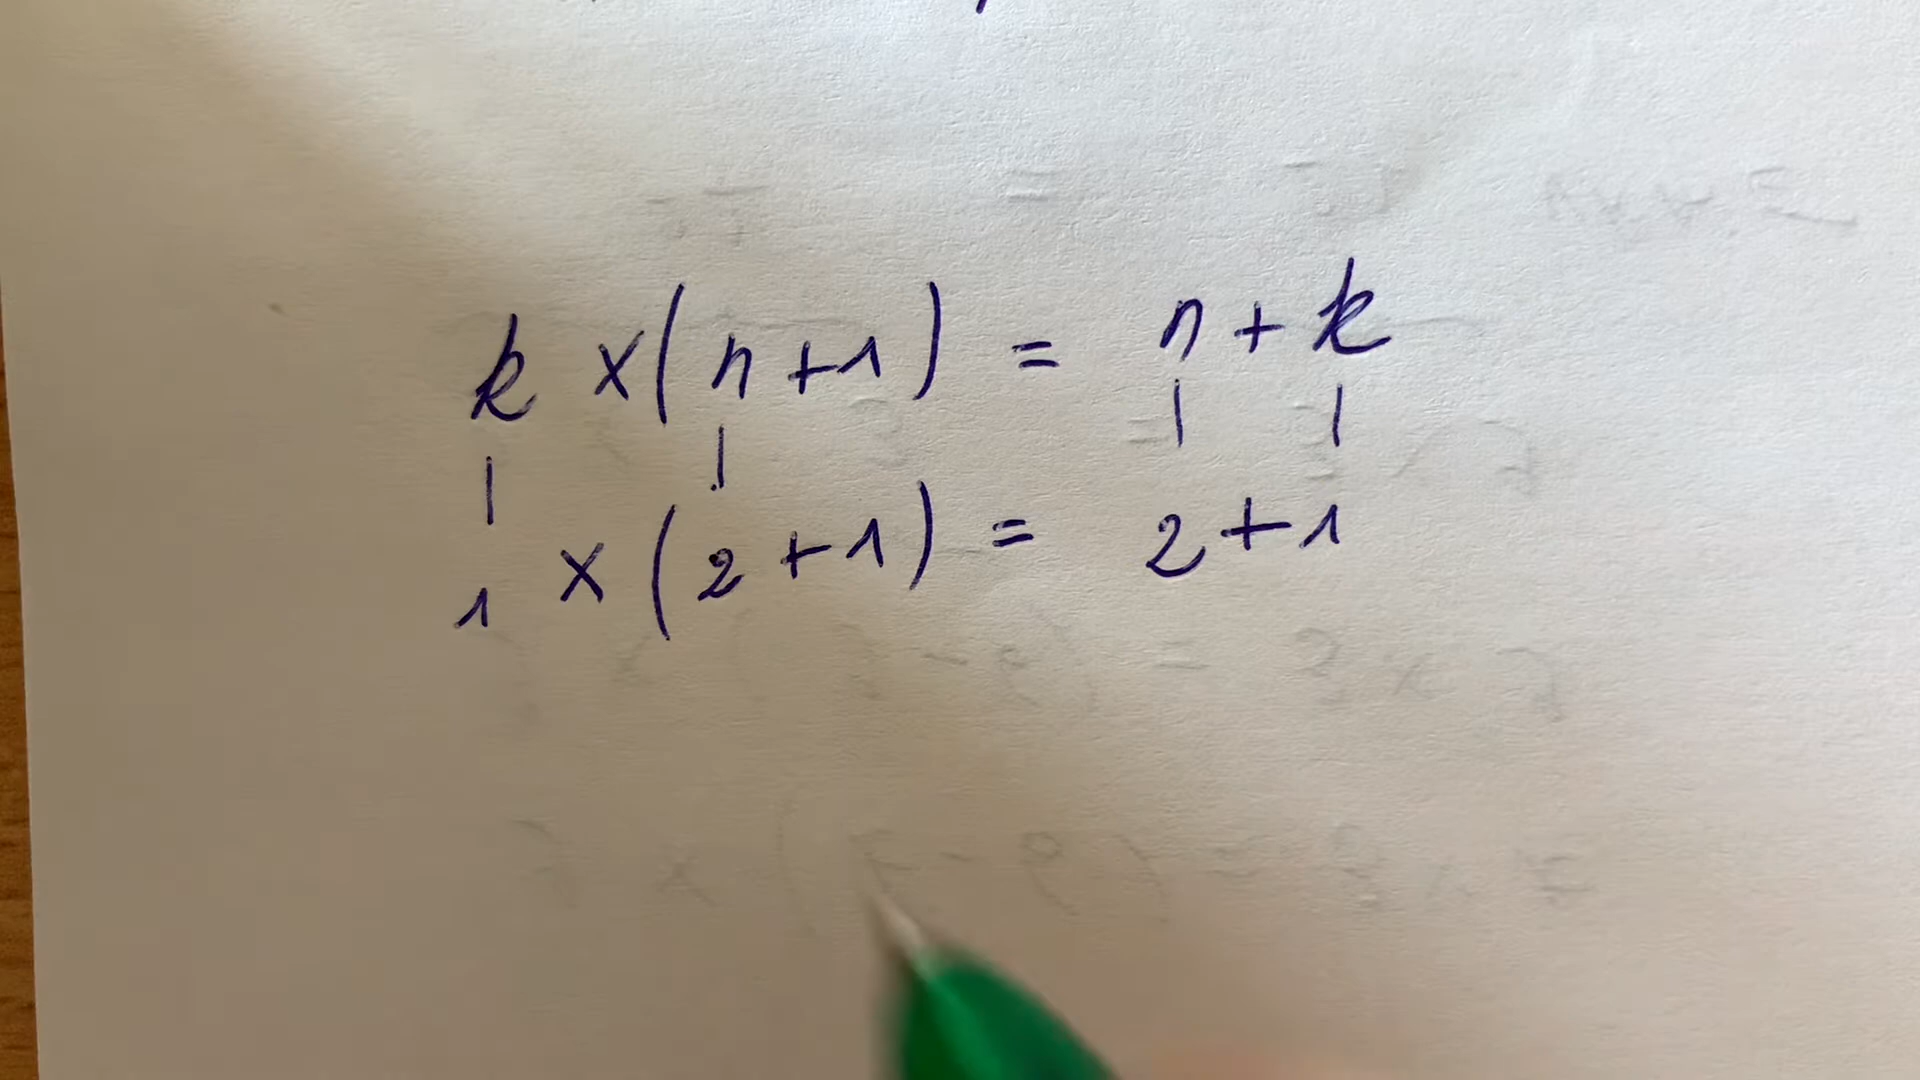 k × (n + 1) = n + k
1 × (2 + 1) = 2 + 1